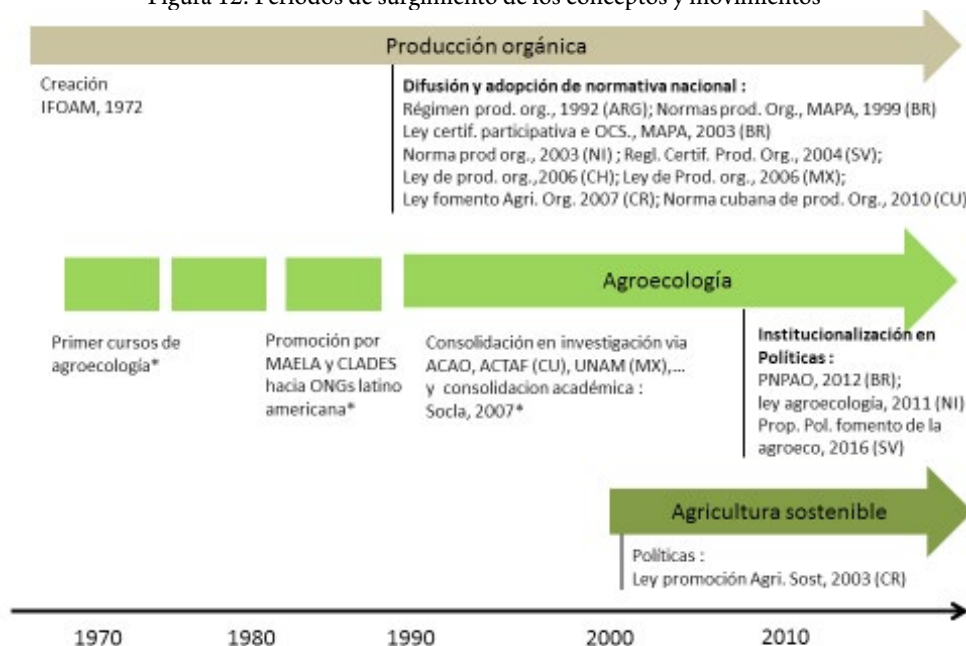 Figura 12. Períodos de surgimiento de los conceptos y movimientos
Producción orgánica
Creación
IFOAM, 1972
Difusión y adopción de normativa nacional :
Régimen prod. org., 1992 (ARG); Normas prod. Org., MAPA, 1999 (BR)
Ley certif. participativa e OCS., MAPA, 2003 (BR)
Norma prod org., 2003 (NI) ; Regl. Certif. Prod. Org., 2004 (SV);
Ley de prod. org.,2006 (CH); Ley de Prod. org., 2006 (MX);
Ley fomento Agri. Org. 2007 (CR); Norma cubana de prod. Org., 2010 (CU)
Agroecología
Primer cursos de
agroecología*
Promoción por
MAELA y CLADES
hacia ONGs latino
americana*
Consolidación en investigación via
ACAO, ACTAF (CU), UNAM (MX),...
y consolidacion académica :
Socla, 2007*
Institucionalización en
Políticas :
PNPAO, 2012 (BR);
ley agroecología, 2011 (NI)
Prop. Pol. fomento de la
agroeco, 2016 (SV)
Agricultura sostenible
Políticas :
Ley promoción Agri. Sost, 2003 (CR)
1970 1980 1990 2000 2010